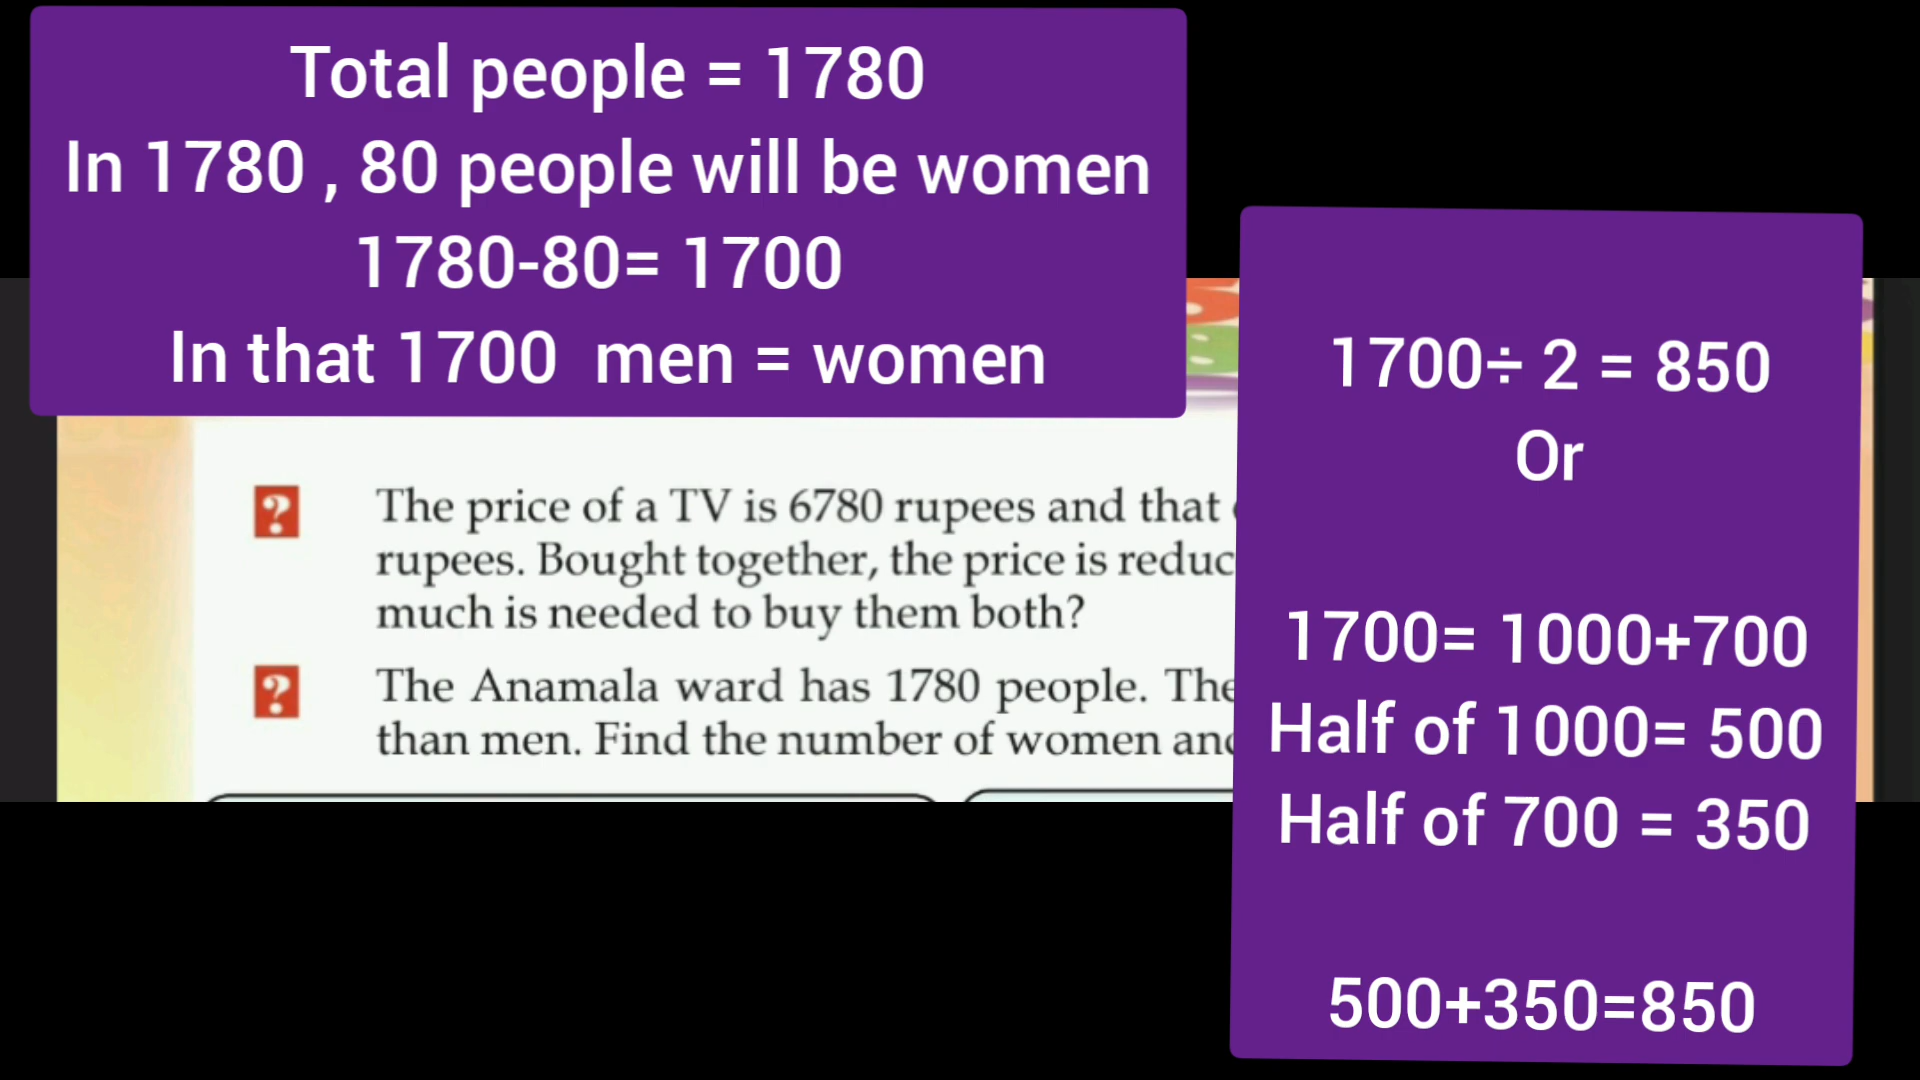 Total people = 1780
In 1780 , 80 people will be women
1780-80= 1700
In that 1700 men = women
1700÷ 2 = 850
Or
1700= 1000+700
Half of 1000= 500
Half of 700 = 350
500+350=850
? The price of a TV is 6780 rupees and that
rupees. Bought together, the price is
much is needed to buy them both?
? The Anamala ward has 1780 people.
than men. Find the number of women